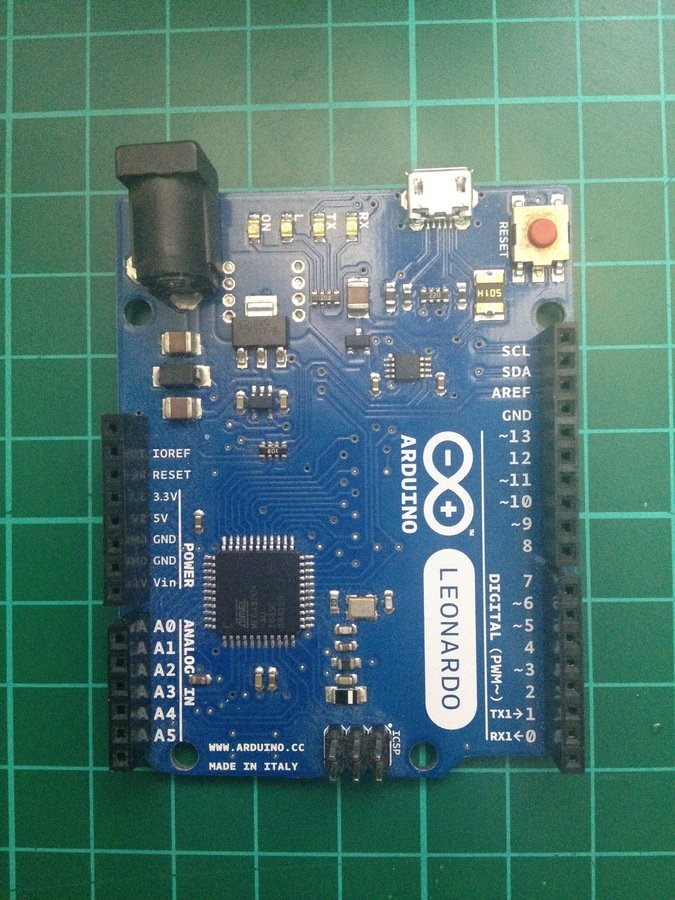 ON
L
TX
RX
RESET
501H
SCL
SDA
AREF
GND
~13
12
~11
~10
~9
8
7
~6
~5
4
~3
2
TX1→1
RX1←0
DIGITAL (PWM~)
ARDUINO
LEONARDO
IOREF
RESET
3.3V
5V
GND
GND
Vin
POWER
A0
A1
A2
A3
A4
A5
ANALOG IN
ICSP
WWW.ARDUINO.CC
MADE IN ITALY